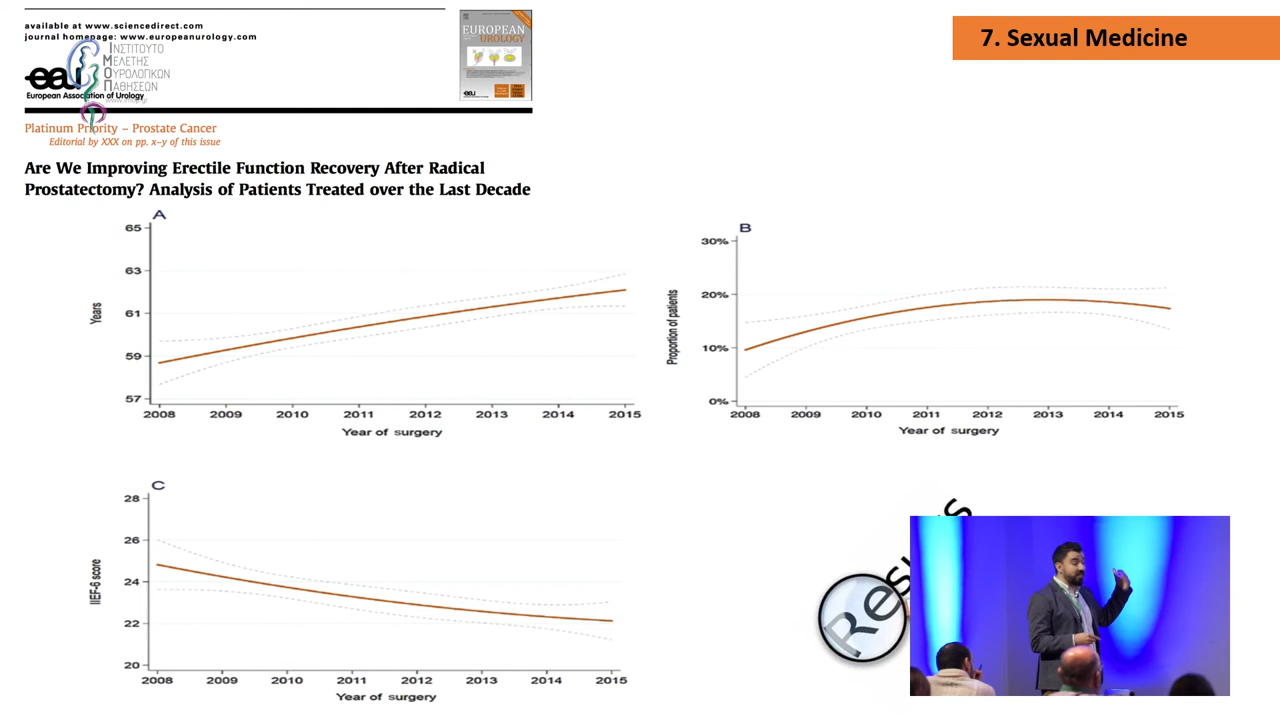 available at www.sciencedirect.com
journal homepage: www.europeanurology.com
ΙΝΣΤΙΤΟΥΤΟ
ΜΕΛΕΤΗΣ
ΟΥΡΟΛΟΓΙΚΩΝ
ΠΑΘΗΣΕΩΝ
eau
European Association of Urology
EUROPEAN
UROLOGY
7. Sexual Medicine
Platinum Priority – Prostate Cancer
Editorial by XXX on pp. x–y of this issue
Are We Improving Erectile Function Recovery After Radical
Prostatectomy? Analysis of Patients Treated over the Last Decade
A
65
63
61
59
57
Years
2008 2009 2010 2011 2012 2013 2014 2015
Year of surgery
B
30%
20%
10%
0%
Proportion of patients
2008 2009 2010 2011 2012 2013 2014 2015
Year of surgery
C
28
26
24
22
20
IIEF-6 score
2008 2009 2010 2011 2012 2013 2014 2015
Year of surgery